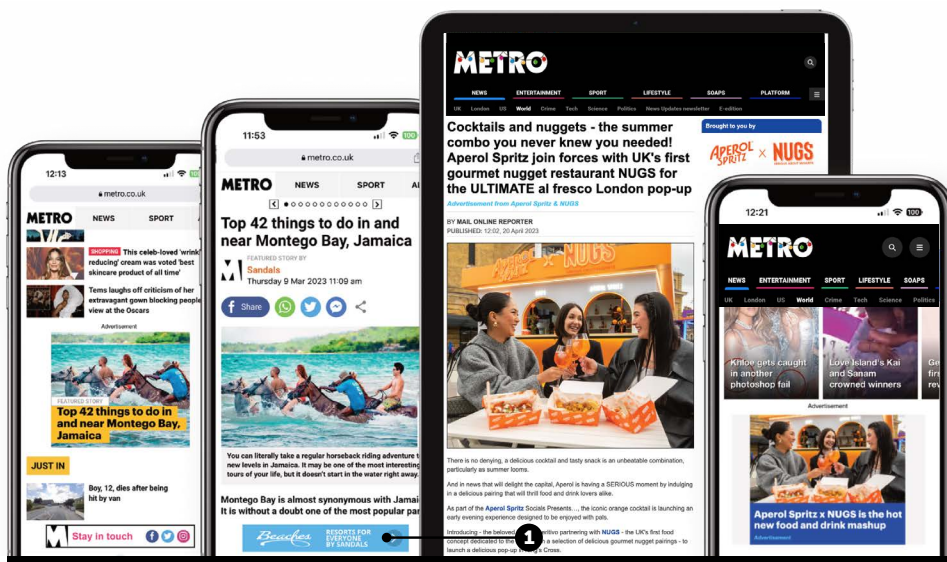 12:13
metro.co.uk
METRO
NEWS
SPORT
SHOPPING This celeb-loved 'wrink
reducing' cream was voted 'best
skincare product of all time'
Tems laughs off criticism of her
extravagant gown blocking people
view at the Oscars
Advertisement
FEATURED STORY
Top 42 things to do in
and near Montego Bay,
Jamaica
JUST IN
Boy, 12, dies after being
hit by van
M Stay in touch
11:53
100
metro.co.uk
METRO
NEWS
SPORT
Top 42 things to do in and
near Montego Bay, Jamaica
FEATURED STORY BY
Sandals
Thursday 9 Mar 2023 11:09 am
Share
You can literally take a regular horseback riding adventure t
new levels in Jamaica. It may be one of the most interesting
tours of your life, but it doesn't start in the water right away.
Montego Bay is almost synonymous with Jamai
It is without a doubt one of the most popular par
Beaches
RESORTS FOR
EVERYONE
BY SANDALS
1
METRO
NEWS
ENTERTAINMENT
SPORT
LIFESTYLE
SOAPS
PLATFORM
UK London US World Crime Tech Science Politics News Updates newsletter E-edition
Cocktails and nuggets - the summer
combo you never knew you needed!
Aperol Spritz join forces with UK's first
gourmet nugget restaurant NUGS for
the ULTIMATE al fresco London pop-up
Advertisement from Aperol Spritz & NUGS
BY MAIL ONLINE REPORTER
PUBLISHED: 12:02, 20 April 2023
Brought to you by
APEROL SPRITZ × NUGS
× NUGS
There is no denying, a delicious cocktail and tasty snack is an unbeatable combination,
particularly as summer looms.
And in news that will delight the capital, Aperol is having a SERIOUS moment by indulging
in a delicious pairing that will thrill food and drink lovers alike.
As part of the Aperol Spritz Socials Presents…, the iconic orange cocktail is launching an
early evening experience designed to be enjoyed with pals.
Introducing - the beloved itivo partnering with NUGS - the UK's first food
concept dedicated to the a selection of delicious gourmet nugget pairings - to
launch a delicious pop-up in g's Cross.
12:21
100
METRO
NEWS
ENTERTAINMENT
SPORT
LIFESTYLE
SOAPS
UK London US World Crime Tech Science Politics
Khloe gets caught
in another
photoshop fail
Love Island's Kai
and Sanam
crowned winners
Ge
fir
rev
Advertisement
Aperol Spritz x NUGS is the hot
new food and drink mashup
Advertisement